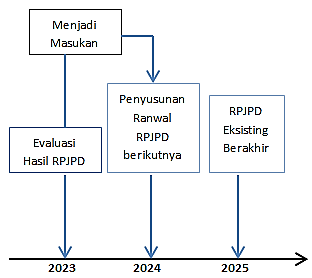 Menjadi
Masukan
Penyusunan
Ranwal
RPJPD
berikutnya
RPJPD
Eksisting
Berakhir
Evaluasi
Hasil RPJPD
2023
2024
2025